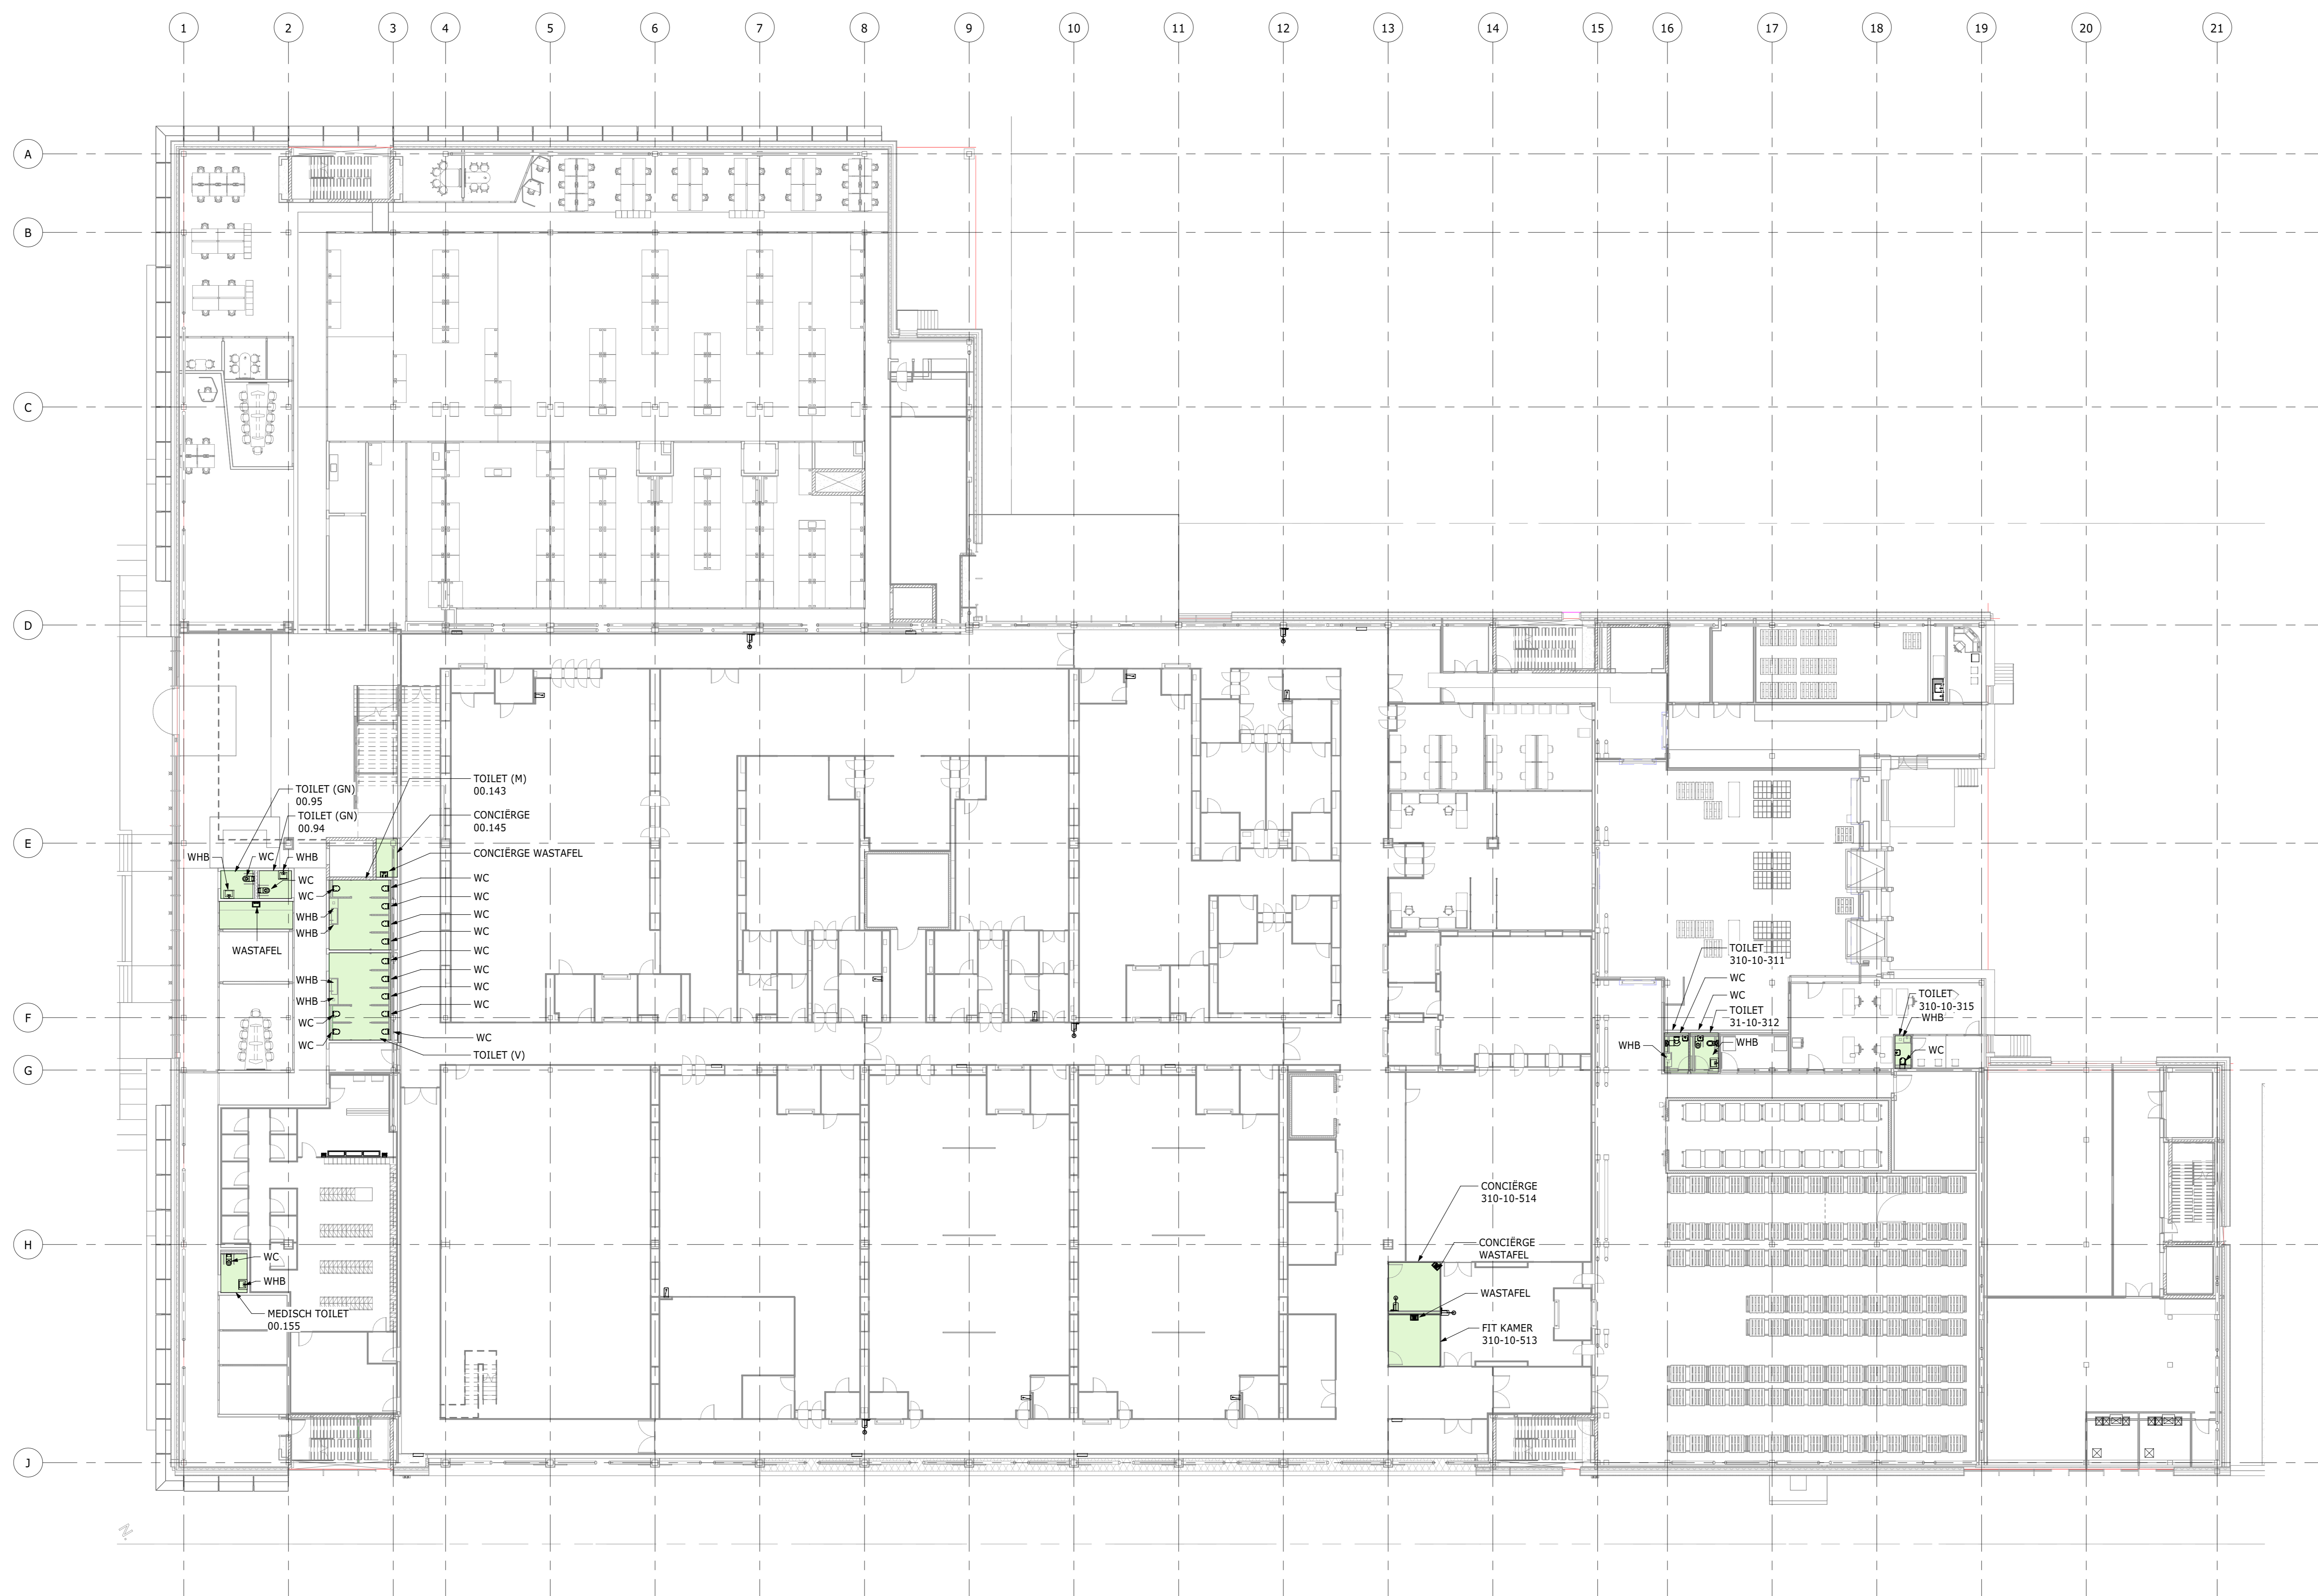 1 2 3 4 5 6 7 8 9 10 11 12 13 14 15 16 17 18 19 20 21
A
B
C
D
E
F
G
H
J
TOILET (M)
00.143
TOILET (GN)
00.95
TOILET (GN)
00.94
CONCIËRGE
00.145
CONCIËRGE WASTAFEL
WHB
WC
WHB
WC
WC
WC
WC
WC
WC
WHB
WHB
WASTAFEL
WC
WC
WC
WC
WHB
WHB
WC
WC
WC
TOILET (V)
TOILET
310-10-311
WC
WC
TOILET
31-10-312
WHB
WHB
TOILET
310-10-315
WHB
WC
CONCIËRGE
310-10-514
CONCIËRGE
WASTAFEL
WASTAFEL
FIT KAMER
310-10-513
WC
WHB
MEDISCH TOILET
00.155
N